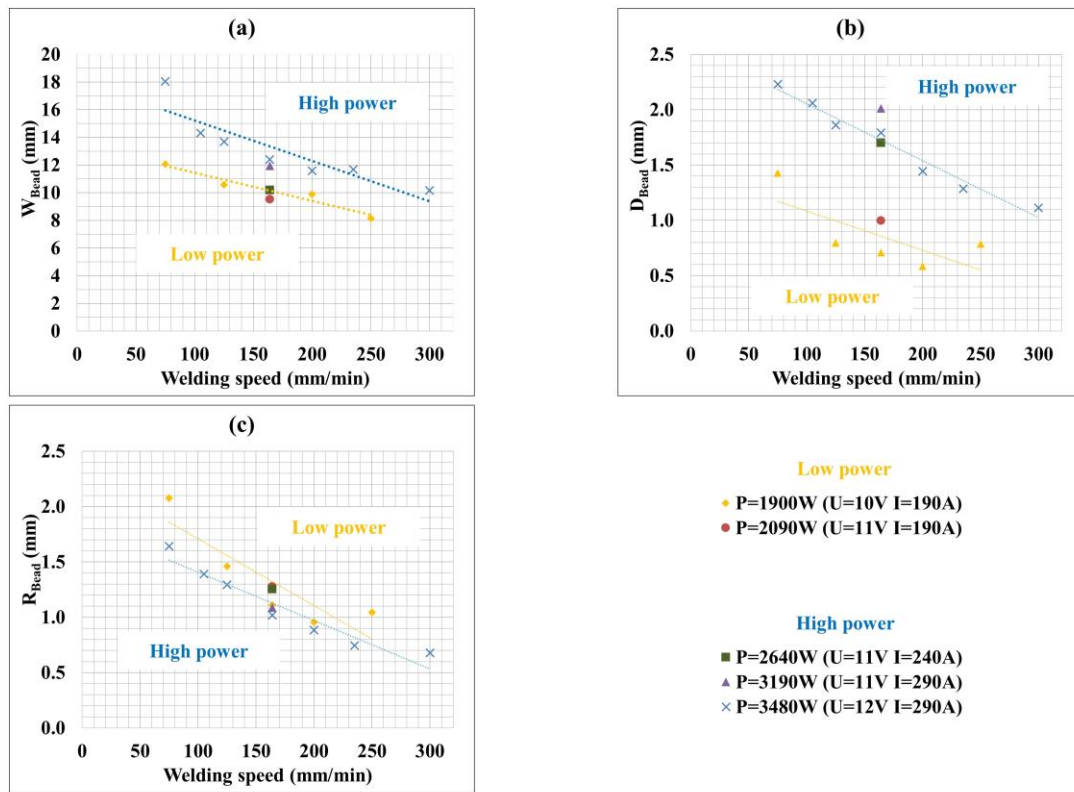 (a)
20
18
16
14
12
10
8
6
4
2
0
W_Bead (mm)
High power
Low power
0 50 100 150 200 250 300
Welding speed (mm/min)
(b)
2.5
2.0
1.5
1.0
0.5
0.0
D_Bead (mm)
High power
Low power
0 50 100 150 200 250 300
Welding speed (mm/min)
(c)
2.5
2.0
1.5
1.0
0.5
0.0
R_Bead (mm)
Low power
High power
0 50 100 150 200 250 300
Welding speed (mm/min)
Low power
P=1900W (U=10V I=190A)
P=2090W (U=11V I=190A)
High power
P=2640W (U=11V I=240A)
P=3190W (U=11V I=290A)
P=3480W (U=12V I=290A)